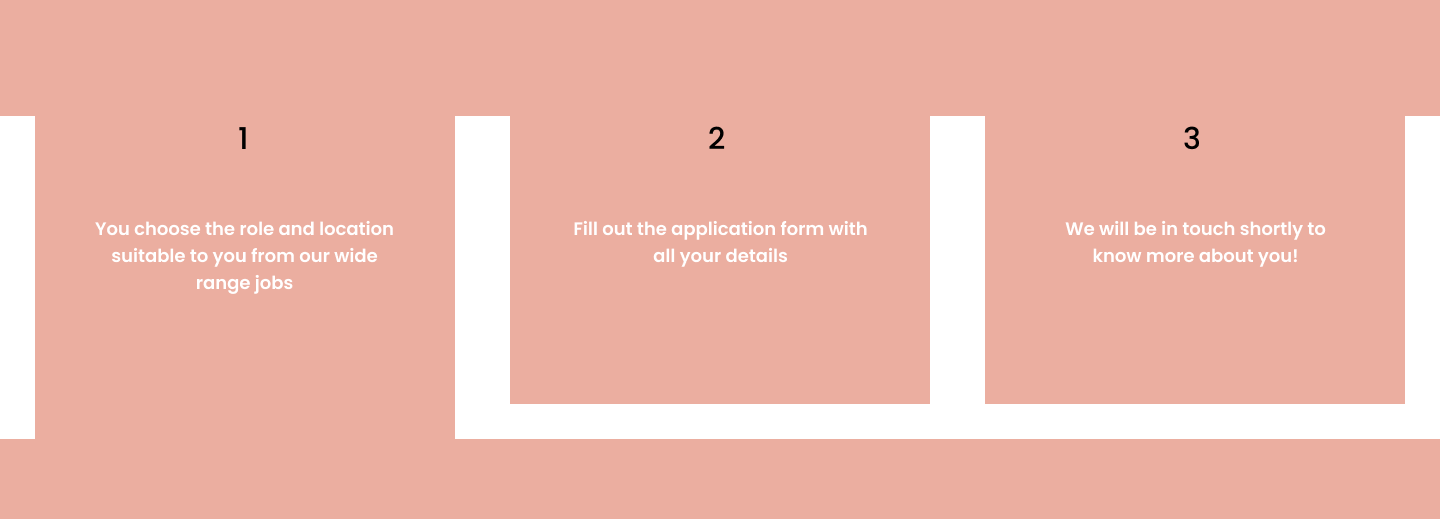 1
You choose the role and location
suitable to you from our wide
range jobs
2
Fill out the application form with
all your details
3
We will be in touch shortly to
know more about you!